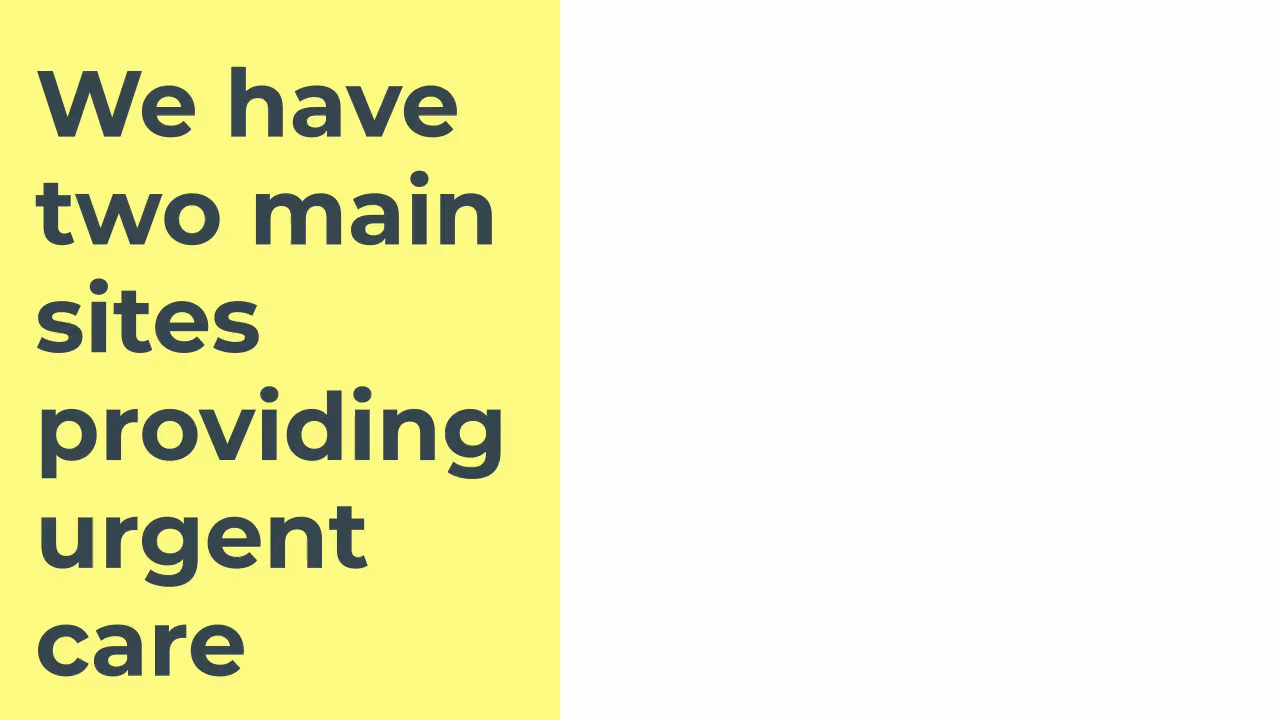 We have
two main
sites
providing
urgent
care